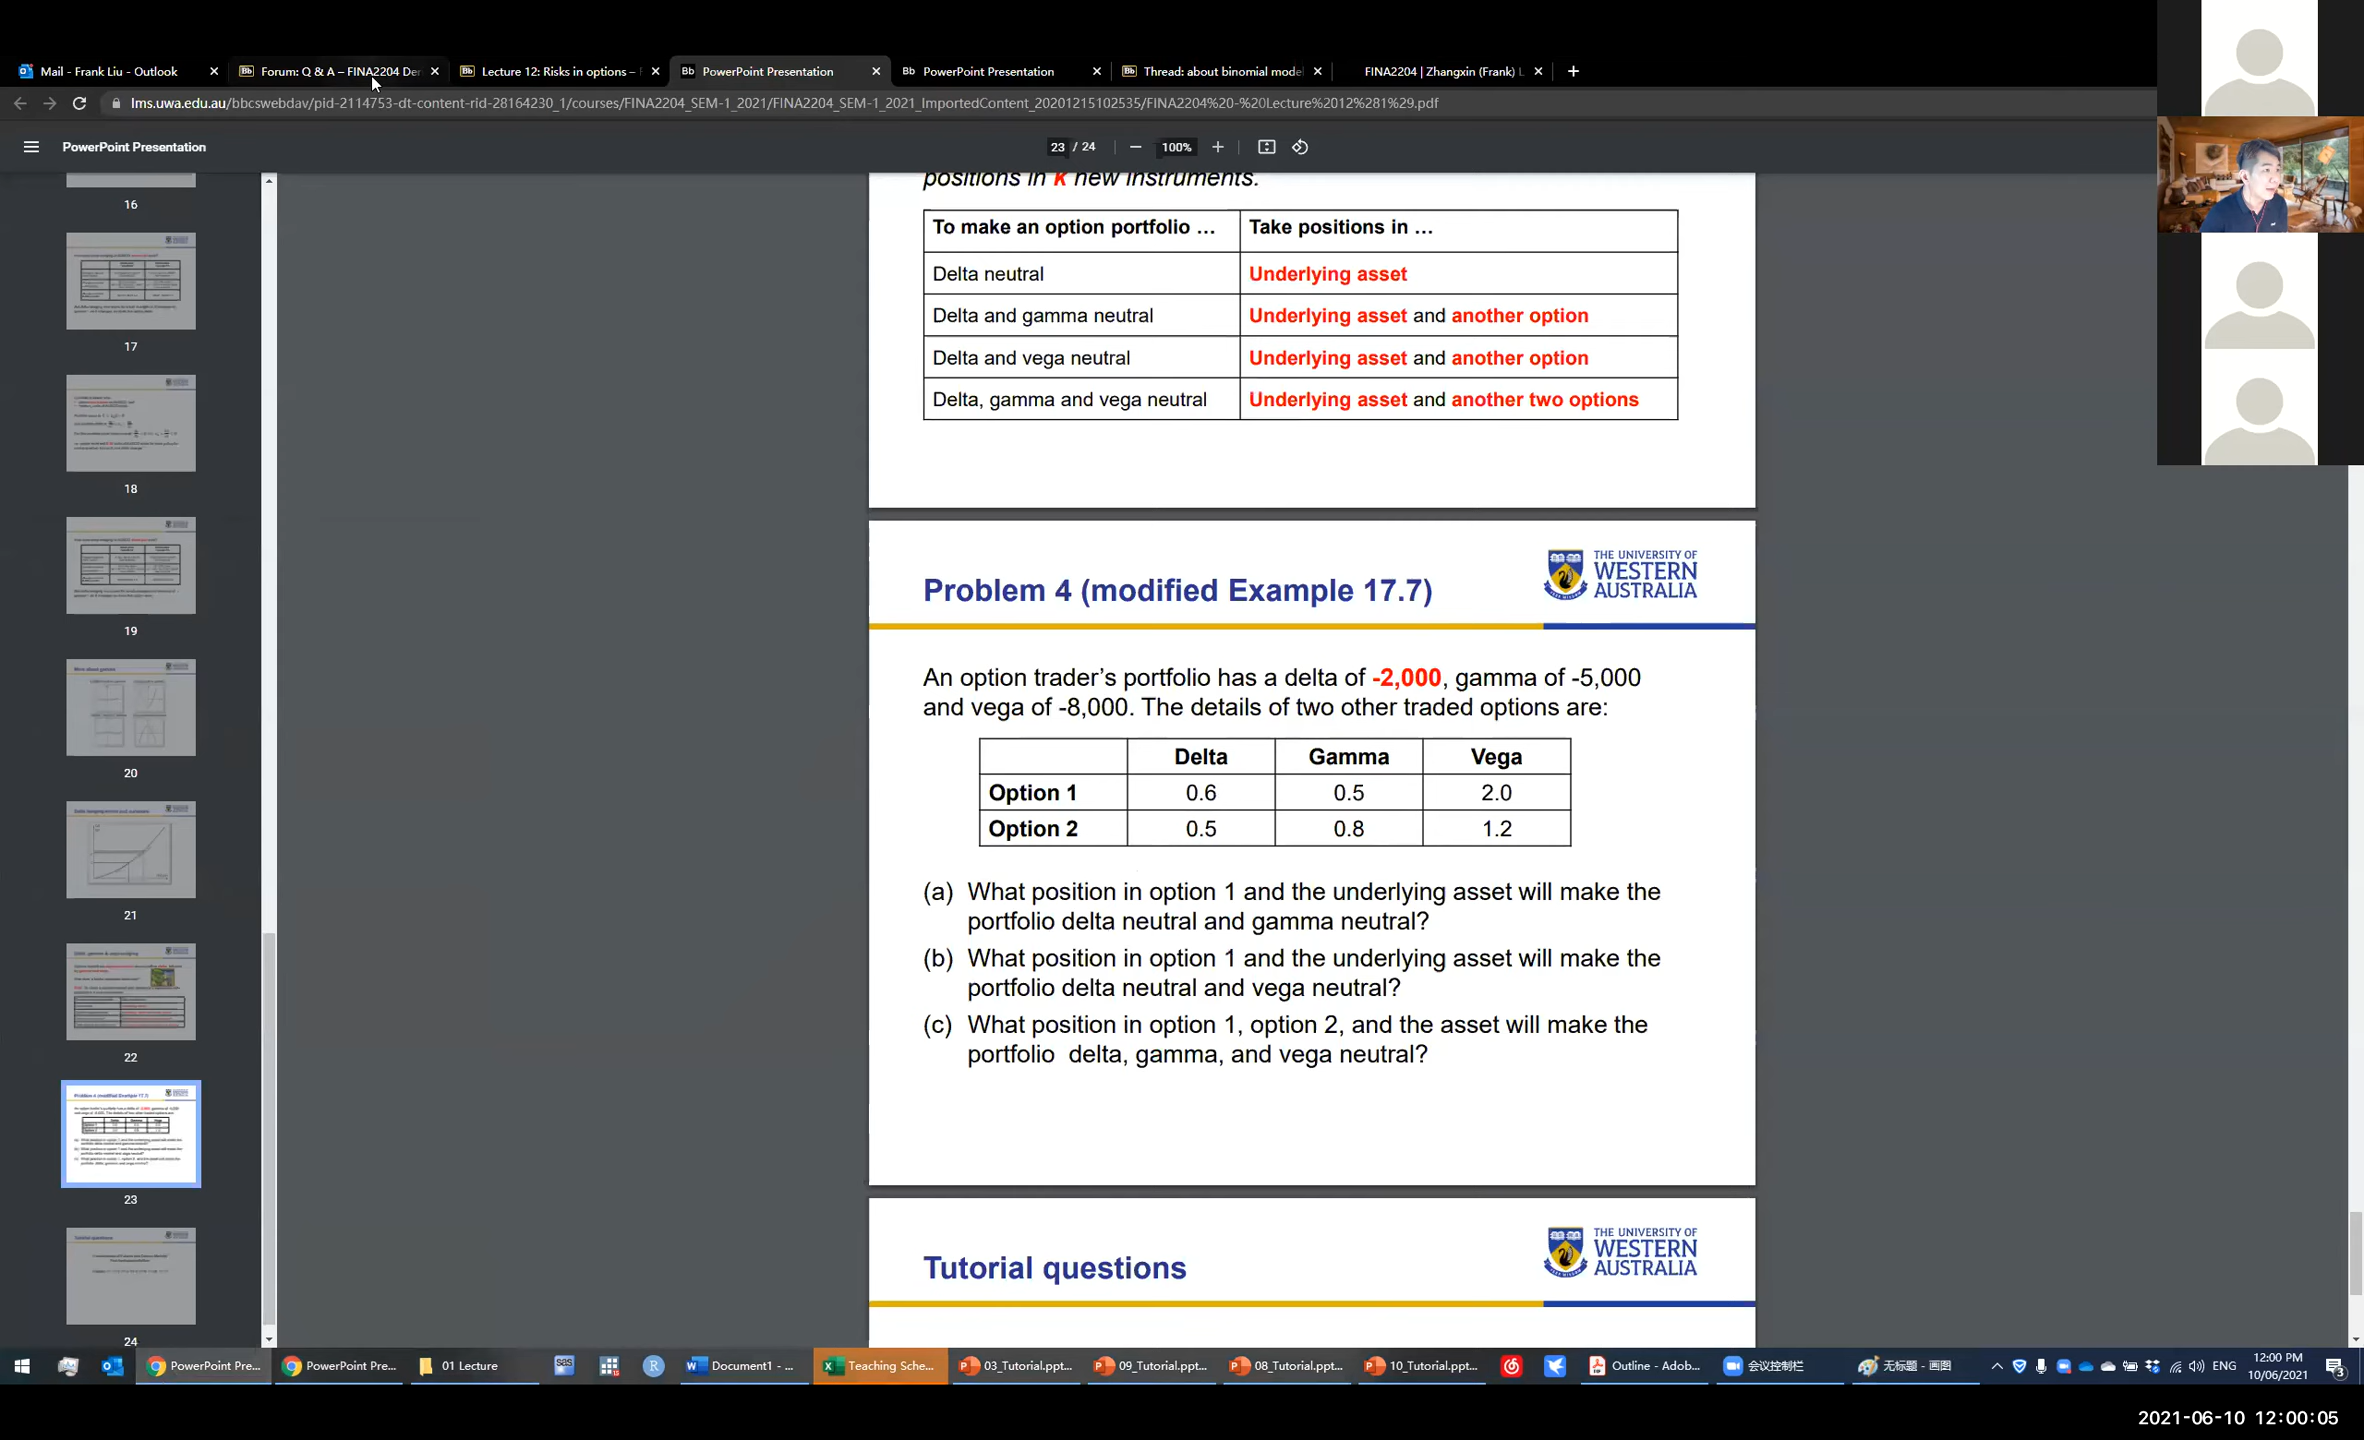 Mail - Frank Liu - Outlook
Forum: Q & A – FINA2204 Der
Lecture 12: Risks in options –
PowerPoint Presentation
PowerPoint Presentation
Thread: about binomial mode
FINA2204 | Zhangxin (Frank) L
lms.uwa.edu.au/bbcswebdav/pid-2114753-dt-content-rid-28164230_1/courses/FINA2204_SEM-1_2021/FINA2204_SEM-1_2021_ImportedContent_20201215102535/FINA2204%20-%20Lecture%2012%281%29.pdf
PowerPoint Presentation
23 / 24
100%
16
17
18
19
20
21
22
23
24
positions in k new instruments.
To make an option portfolio … Take positions in …
Delta neutral Underlying asset
Delta and gamma neutral Underlying asset and another option
Delta and vega neutral Underlying asset and another option
Delta, gamma and vega neutral Underlying asset and another two options
Problem 4 (modified Example 17.7)
THE UNIVERSITY OF
WESTERN
AUSTRALIA
An option trader’s portfolio has a delta of -2,000, gamma of -5,000
and vega of -8,000. The details of two other traded options are:
Delta Gamma Vega
Option 1 0.6 0.5 2.0
Option 2 0.5 0.8 1.2
(a) What position in option 1 and the underlying asset will make the
portfolio delta neutral and gamma neutral?
(b) What position in option 1 and the underlying asset will make the
portfolio delta neutral and vega neutral?
(c) What position in option 1, option 2, and the asset will make the
portfolio delta, gamma, and vega neutral?
Tutorial questions
THE UNIVERSITY OF
WESTERN
AUSTRALIA
PowerPoint Pre...
PowerPoint Pre...
01 Lecture
Document1 - ...
Teaching Sche...
03_Tutorial.ppt...
09_Tutorial.ppt...
08_Tutorial.ppt...
10_Tutorial.ppt...
Outline - Adob...
会议控制栏
无标题 - 画图
ENG
12:00 PM
10/06/2021
2021-06-10 12:00:05